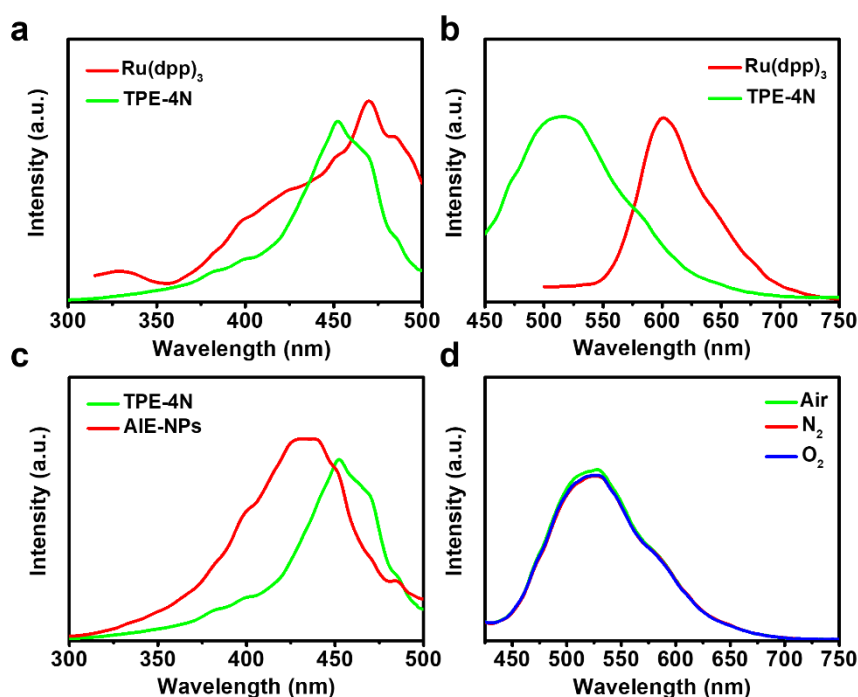 a
Ru(dpp)3
TPE-4N
Intensity (a.u.)
300 350 400 450 500
Wavelength (nm)
b
Ru(dpp)3
TPE-4N
Intensity (a.u.)
450 500 550 600 650 700 750
Wavelength (nm)
c
TPE-4N
AIE-NPs
Intensity (a.u.)
300 350 400 450 500
Wavelength (nm)
d
Air
N2
O2
Intensity (a.u.)
450 500 550 600 650 700 750
Wavelength (nm)